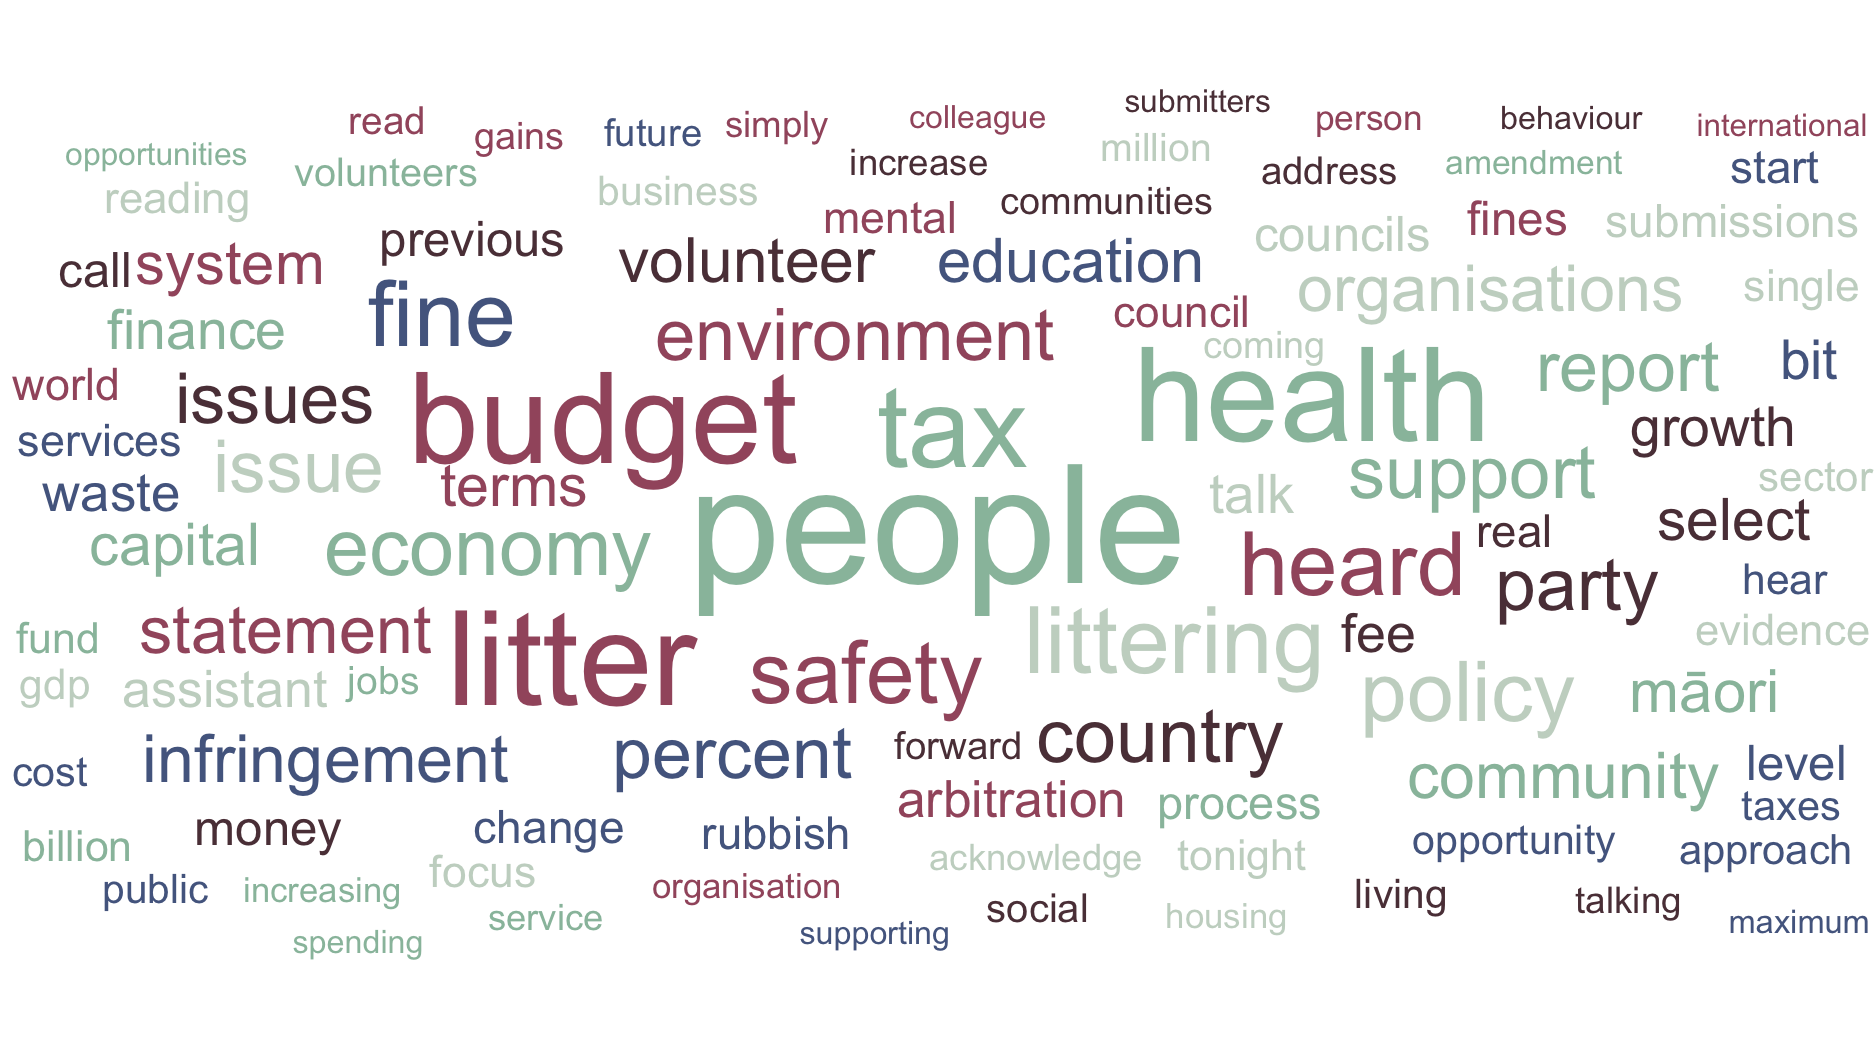 submitters
read
gains
future
simply
colleague
person
behaviour
international
opportunities
volunteers
increase
million
address
amendment
start
reading
business
mental
communities
councils
fines
submissions
call
system
previous
volunteer
education
organisations
single
finance
fine
environment
council
coming
report
bit
world
issues
budget
tax
health
growth
services
issue
terms
people
talk
support
sector
waste
capital
economy
heard
real
select
party
hear
fund
statement
litter
safety
littering
fee
evidence
gdp
assistant
jobs
policy
māori
cost
infringement
percent
forward
country
community
level
arbitration
process
taxes
billion
money
change
rubbish
acknowledge
tonight
opportunity
approach
public
increasing
focus
organisation
service
social
housing
living
talking
spending
supporting
maximum